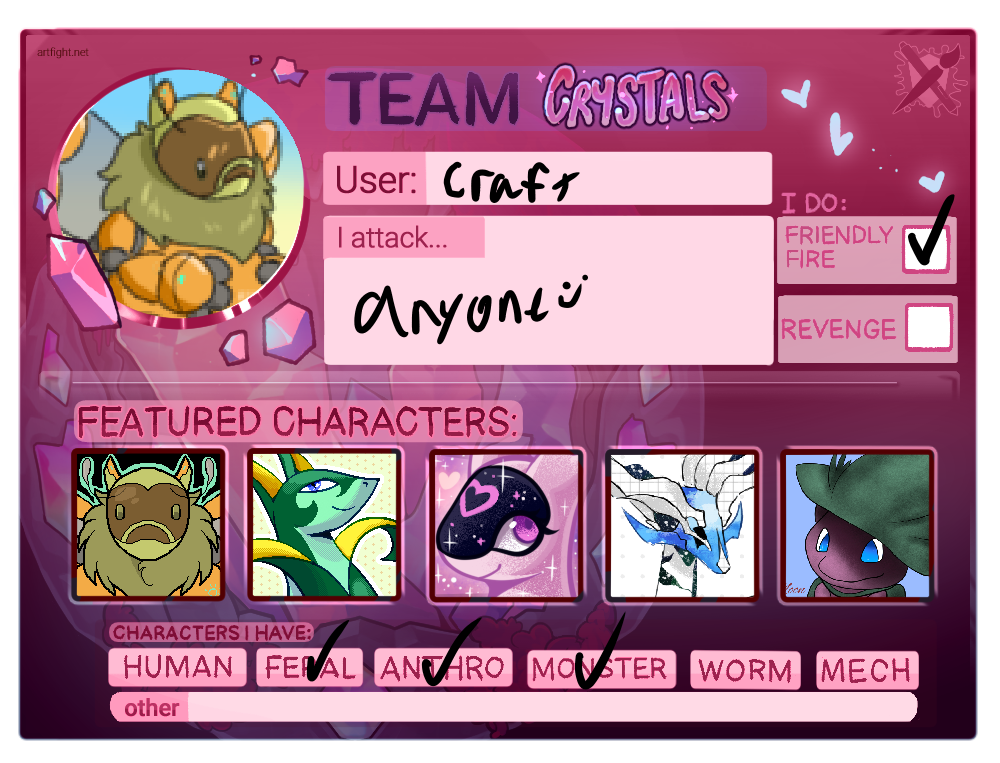 artfight.net
TEAM CRYSTALS
User: Craft
I attack...
Anyone
I DO:
FRIENDLY
FIRE
REVENGE
FEATURED CHARACTERS:
CHARACTERS I HAVE:
HUMAN FERAL ANTHRO MONSTER WORM MECH
other